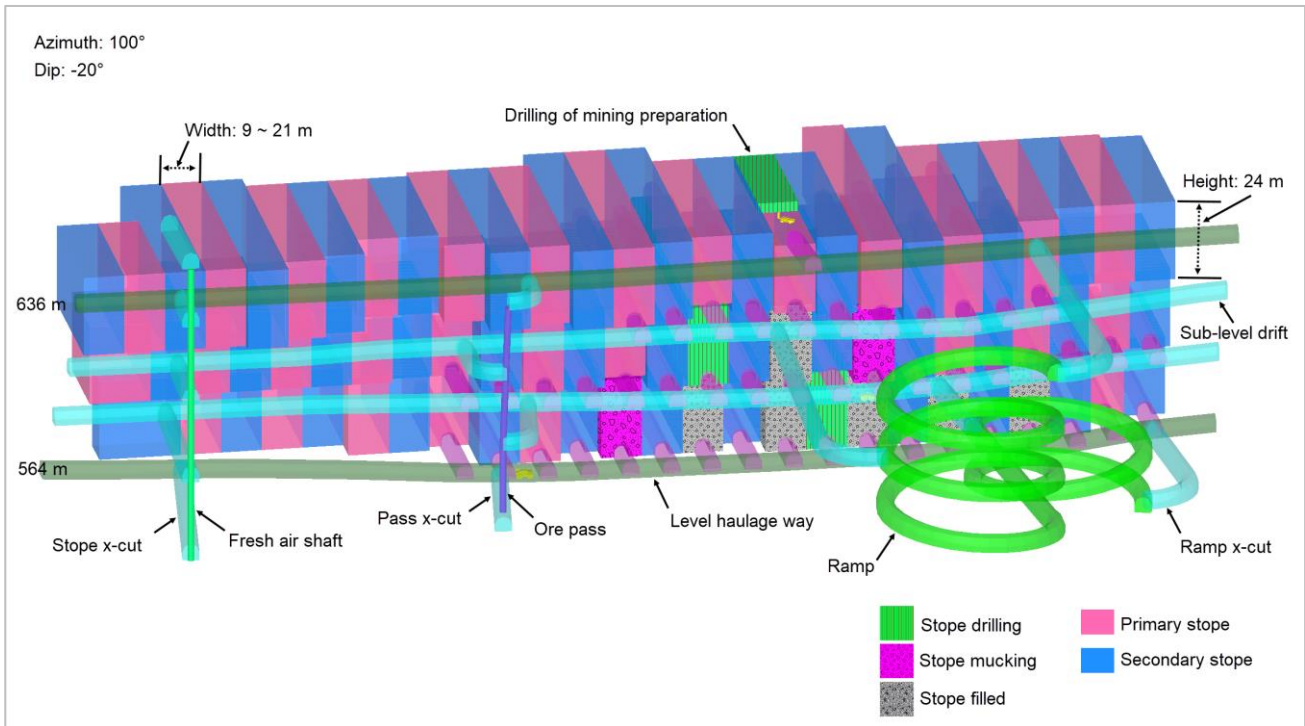 Azimuth: 100°
Dip: -20°
Drilling of mining preparation
Width: 9 ~ 21 m
Height: 24 m
636 m
Sub-level drift
564 m
Pass x-cut
Ore pass
Level haulage way
Stope x-cut
Fresh air shaft
Ramp
Ramp x-cut
Stope drilling
Primary stope
Stope mucking
Secondary stope
Stope filled